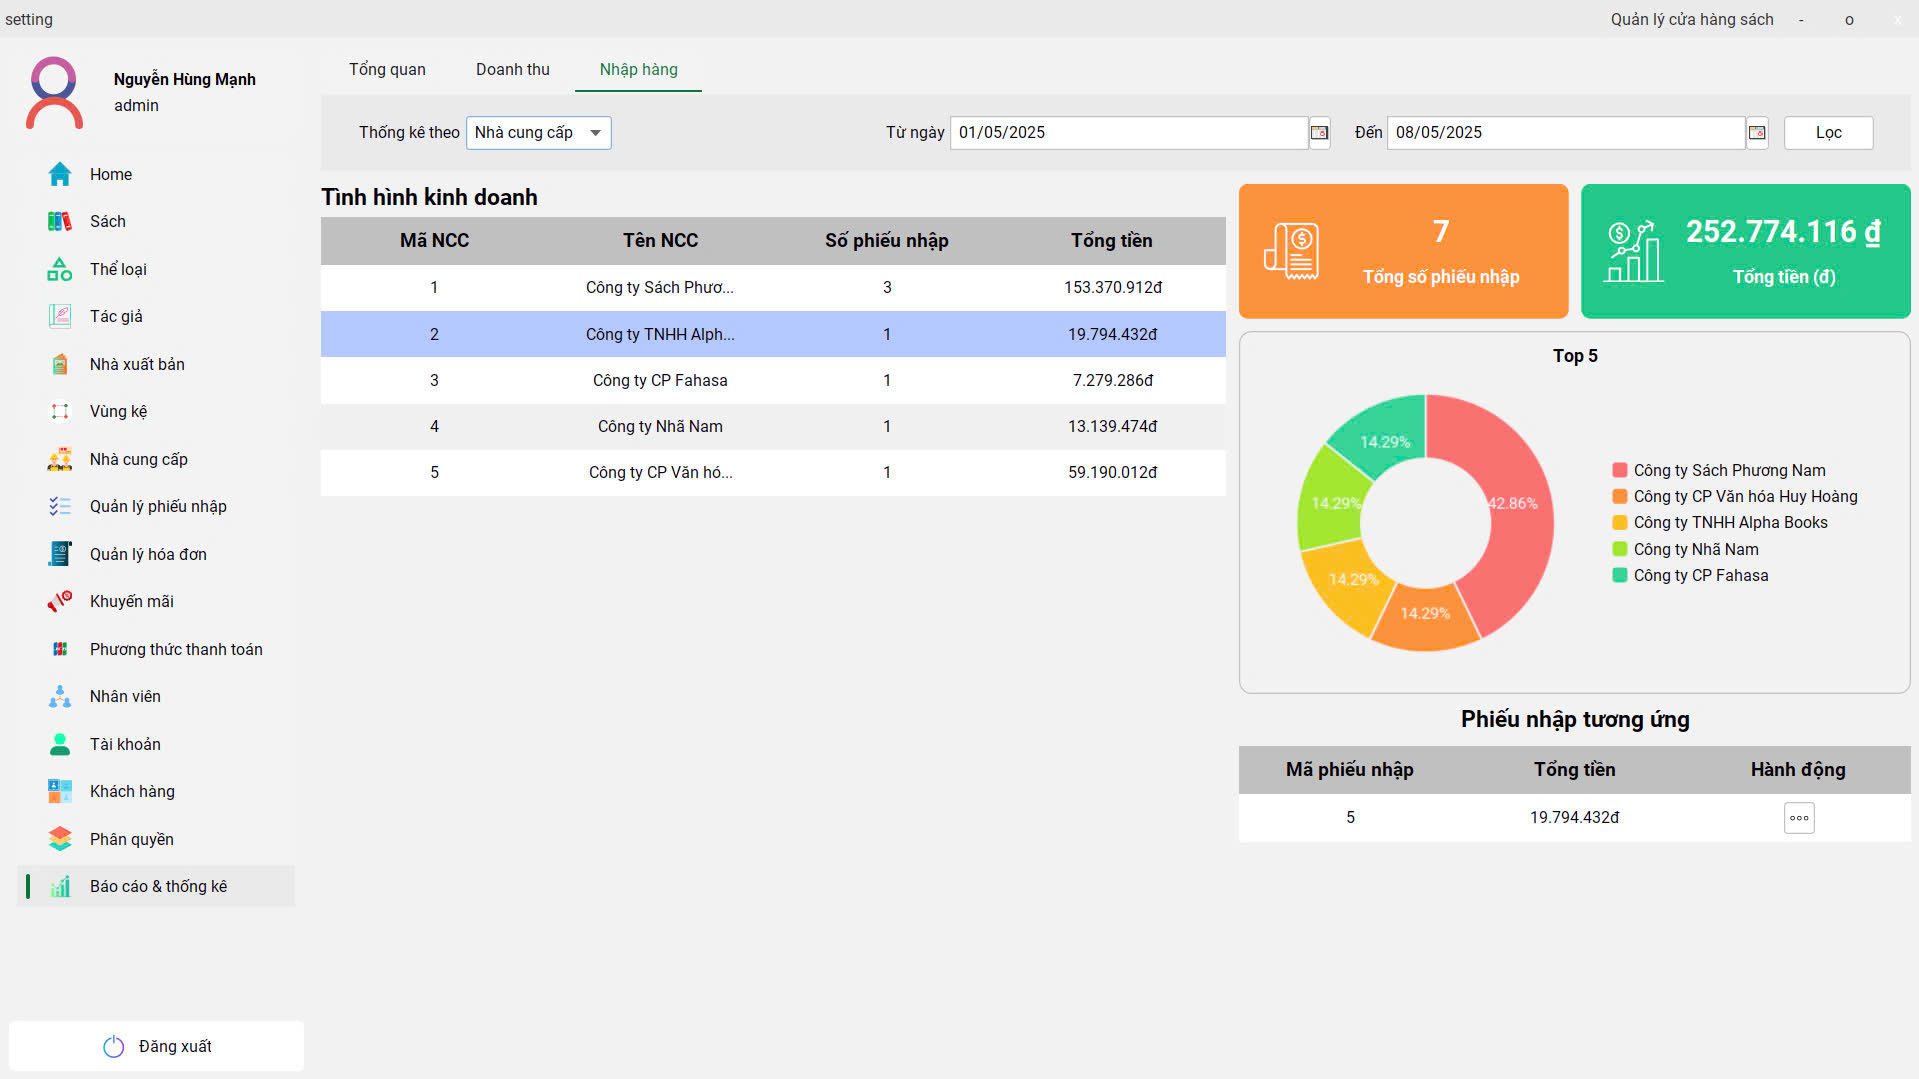 setting
Quản lý cửa hàng sách - o x
Nguyễn Hùng Mạnh
admin
Home
Sách
Thể loại
Tác giả
Nhà xuất bản
Vùng kệ
Nhà cung cấp
Quản lý phiếu nhập
Quản lý hóa đơn
Khuyến mãi
Phương thức thanh toán
Nhân viên
Tài khoản
Khách hàng
Phân quyền
Báo cáo & thống kê
Đăng xuất
Tổng quan Doanh thu Nhập hàng
Thống kê theo Nhà cung cấp Từ ngày 01/05/2025 Đến 08/05/2025 Lọc
Tình hình kinh doanh
Mã NCC Tên NCC Số phiếu nhập Tổng tiền
1 Công ty Sách Phươ... 3 153.370.912đ
2 Công ty TNHH Alph... 1 19.794.432đ
3 Công ty CP Fahasa 1 7.279.286đ
4 Công ty Nhã Nam 1 13.139.474đ
5 Công ty CP Văn hó... 1 59.190.012đ
7
Tổng số phiếu nhập
252.774.116 ₫
Tổng tiền (đ)
Top 5
14.29%
42.86%
14.29%
14.29%
14.29%
Công ty Sách Phương Nam
Công ty CP Văn hóa Huy Hoàng
Công ty TNHH Alpha Books
Công ty Nhã Nam
Công ty CP Fahasa
Phiếu nhập tương ứng
Mã phiếu nhập Tổng tiền Hành động
5 19.794.432đ